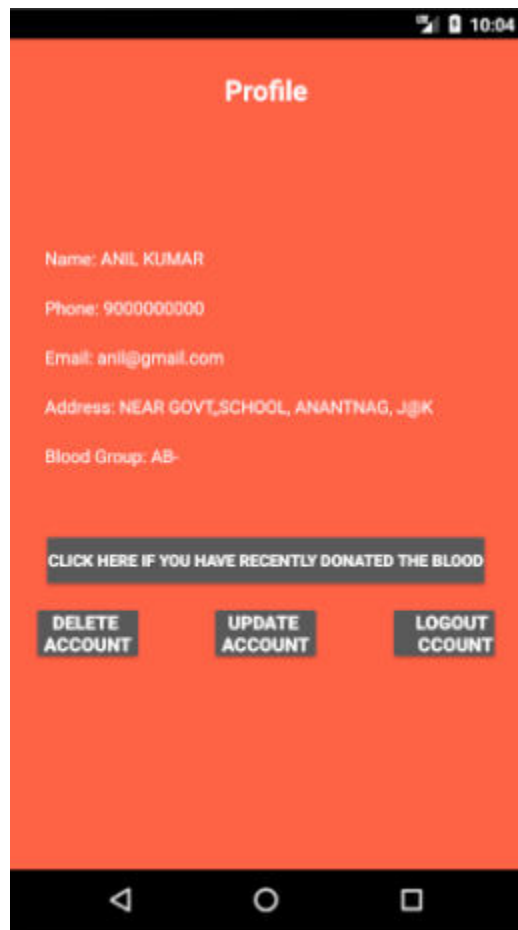 10:04
Profile
Name: ANIL KUMAR
Phone: 9000000000
Email: anil@gmail.com
Address: NEAR GOVT,,SCHOOL, ANANTNAG, J@K
Blood Group: AB-
CLICK HERE IF YOU HAVE RECENTLY DONATED THE BLOOD
DELETE
ACCOUNT
UPDATE
ACCOUNT
LOGOUT
CCOUNT